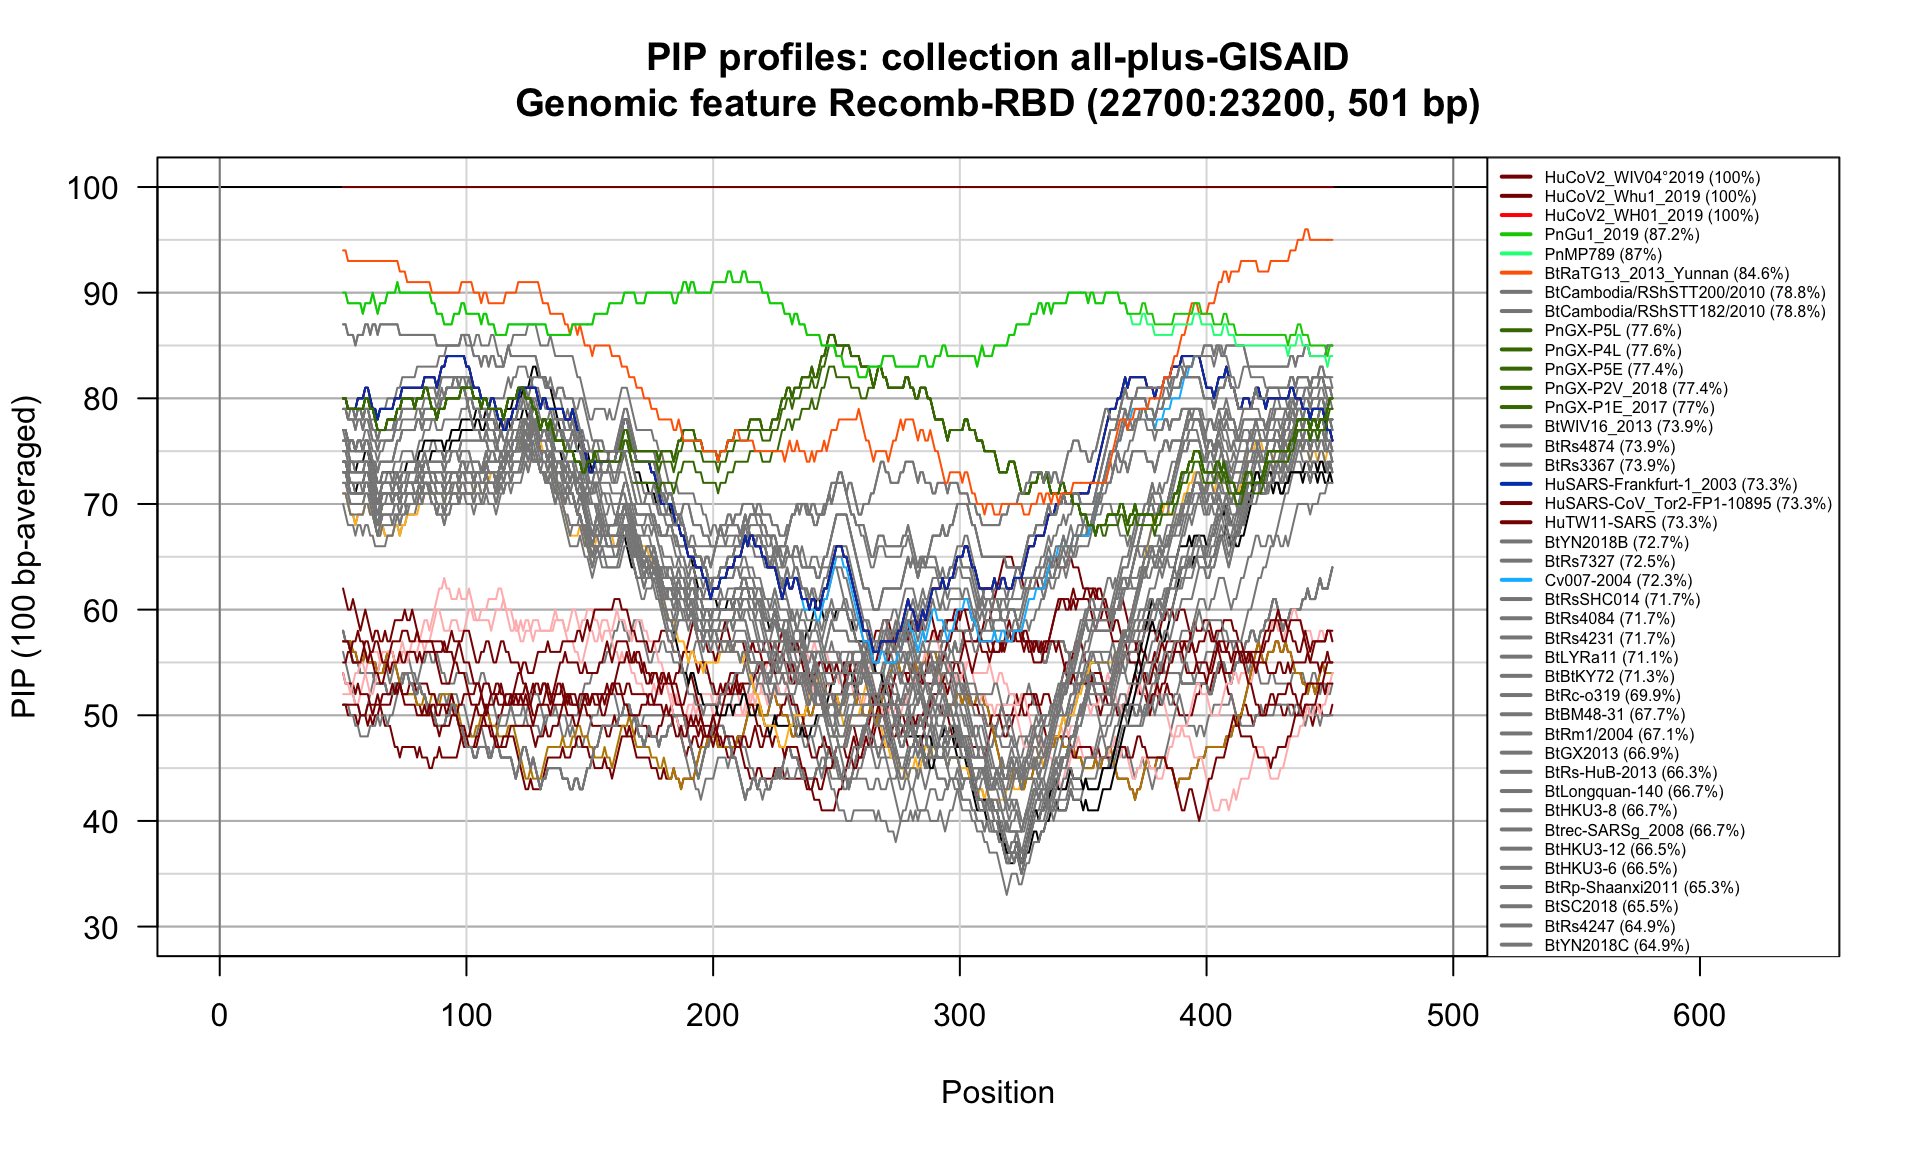 PIP profiles: collection all-plus-GISAID
Genomic feature Recomb-RBD (22700:23200, 501 bp)
PIP (100 bp-averaged)
100
90
80
70
60
50
40
30
0
100
200
300
400
500
600
Position
HuCoV2_WIV04°2019 (100%)
HuCoV2_Whu1_2019 (100%)
HuCoV2_WH01_2019 (100%)
PnGu1_2019 (87.2%)
PnMP789 (87%)
BtRaTG13_2013_Yunnan (84.6%)
BtCambodia/RShSTT200/2010 (78.8%)
BtCambodia/RShSTT182/2010 (78.8%)
PnGX-P5L (77.6%)
PnGX-P4L (77.6%)
PnGX-P5E (77.4%)
PnGX-P2V_2018 (77.4%)
PnGX-P1E_2017 (77%)
BtWIV16_2013 (73.9%)
BtRs4874 (73.9%)
BtRs3367 (73.9%)
HuSARS-Frankfurt-1_2003 (73.3%)
HuSARS-CoV_Tor2-FP1-10895 (73.3%)
HuTW11-SARS (73.3%)
BtYN2018B (72.7%)
BtRs7327 (72.5%)
Cv007-2004 (72.3%)
BtRsSHC014 (71.7%)
BtRs4084 (71.7%)
BtRs4231 (71.7%)
BtLYRa11 (71.1%)
BtBtKY72 (71.3%)
BtRc-o319 (69.9%)
BtBM48-31 (67.7%)
BtRm1/2004 (67.1%)
BtGX2013 (66.9%)
BtRs-HuB-2013 (66.3%)
BtLongquan-140 (66.7%)
BtHKU3-8 (66.7%)
Btrec-SARSg_2008 (66.7%)
BtHKU3-12 (66.5%)
BtHKU3-6 (66.5%)
BtRp-Shaanxi2011 (65.3%)
BtSC2018 (65.5%)
BtRs4247 (64.9%)
BtYN2018C (64.9%)